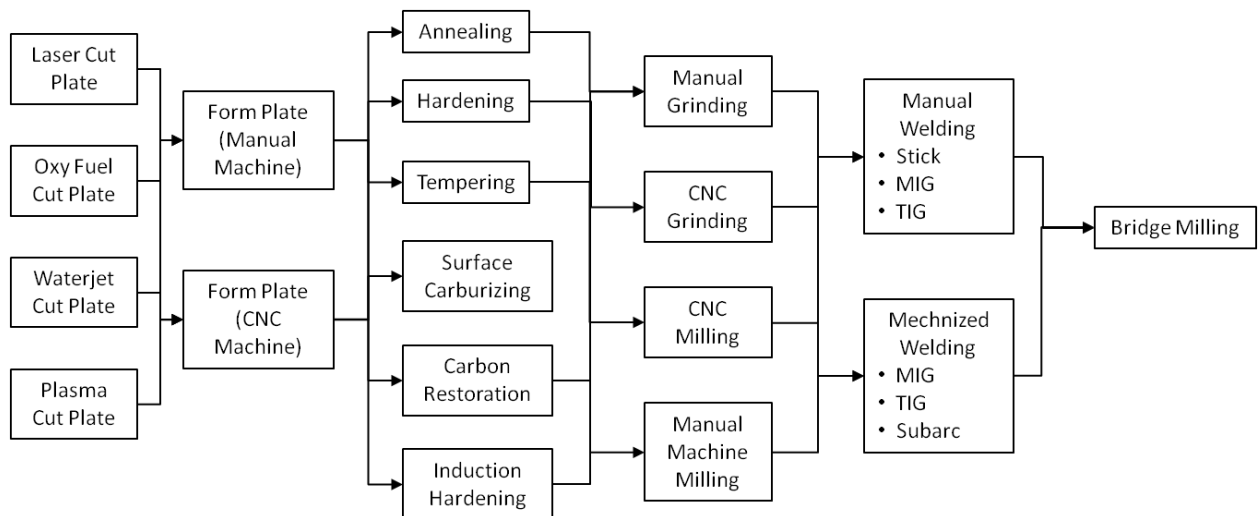 Laser Cut
Plate
Oxy Fuel
Cut Plate
Waterjet
Cut Plate
Plasma
Cut Plate
Form Plate
(Manual
Machine)
Form Plate
(CNC
Machine)
Annealing
Hardening
Tempering
Surface
Carburizing
Carbon
Restoration
Induction
Hardening
Manual
Grinding
CNC
Grinding
CNC
Milling
Manual
Machine
Milling
Manual
Welding
• Stick
• MIG
• TIG
Mechnized
Welding
• MIG
• TIG
• Subarc
Bridge Milling